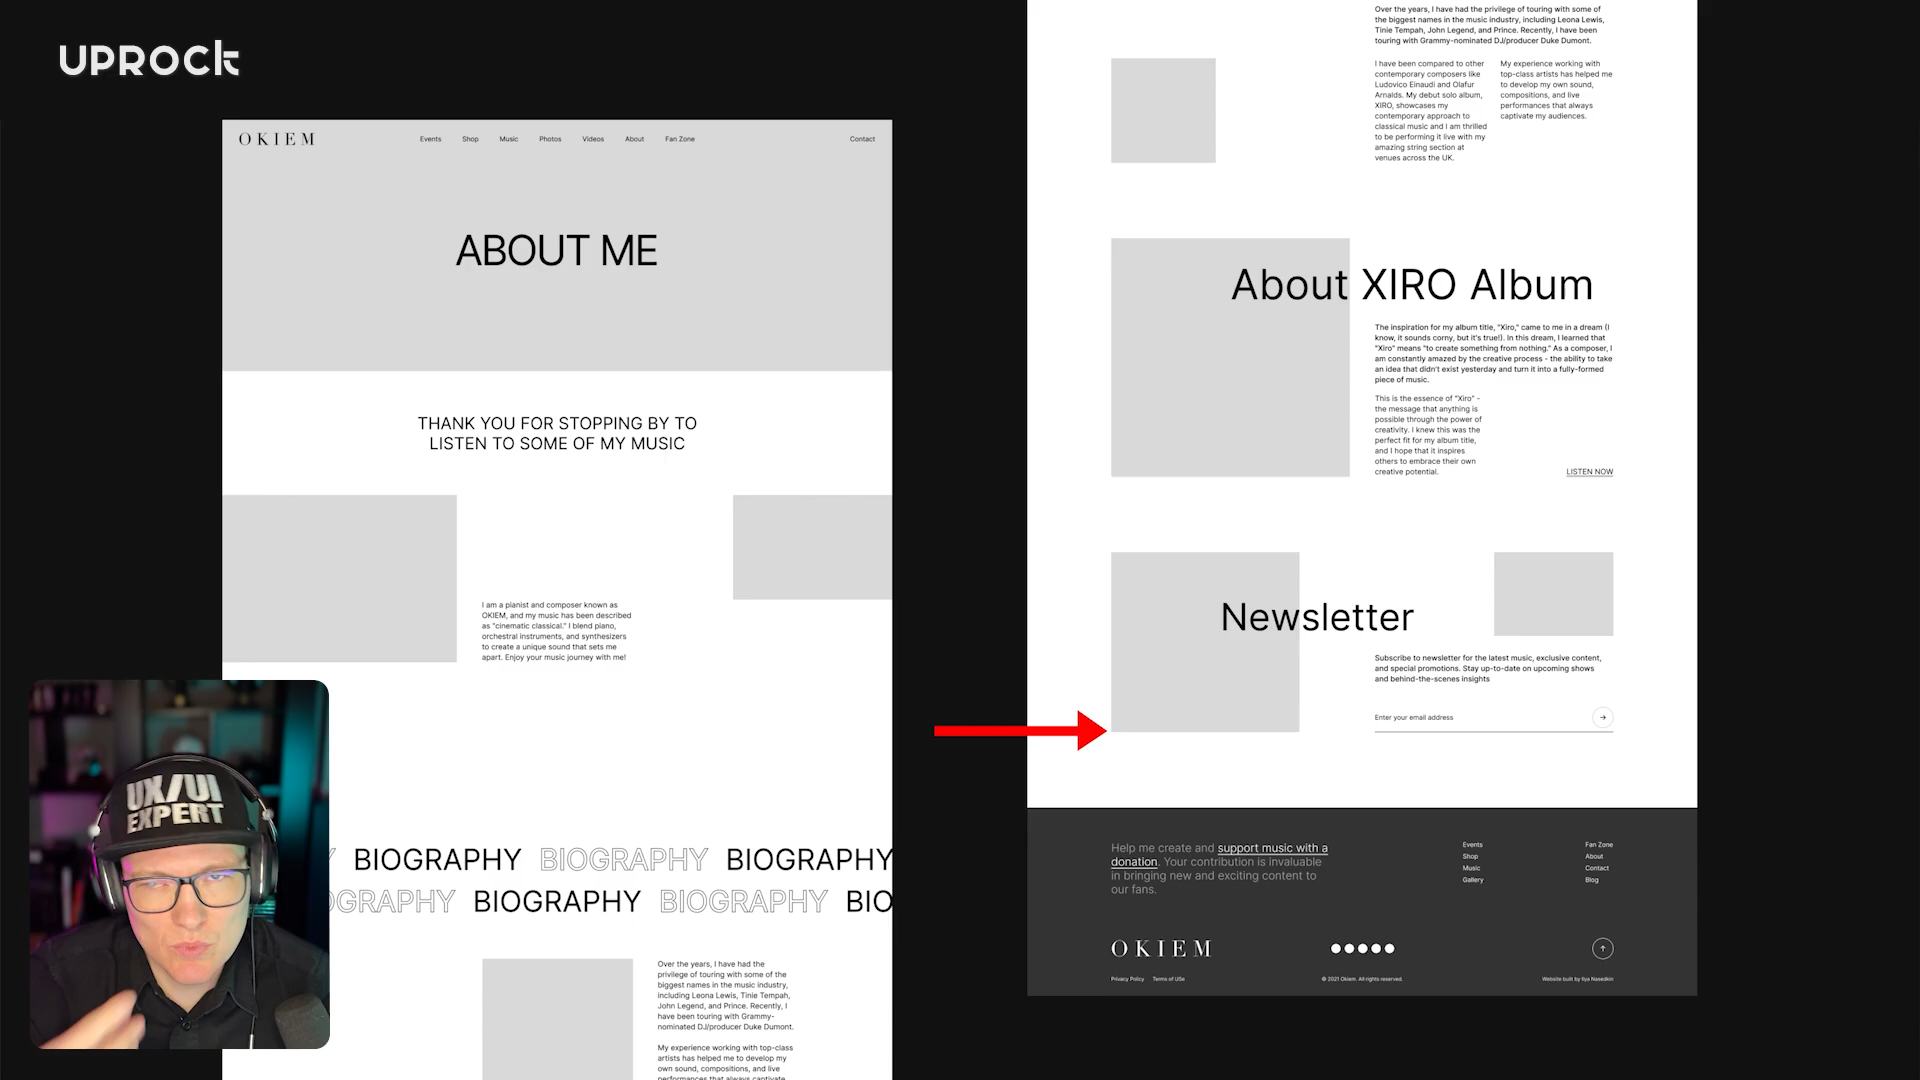 UPROCK
OKIEM
Events
Shop
Music
Photos
Videos
About
Fan Zone
Contact
ABOUT ME
THANK YOU FOR STOPPING BY TO
LISTEN TO SOME OF MY MUSIC
I am a pianist and composer known as
OKIEM, and my music has been described
as "cinematic classical." I blend piano,
orchestral instruments, and synthesizers
to create a unique sound that sets me
apart. Enjoy your music journey with me!
BIOGRAPHY BIOGRAPHY BIOGRAPHY
OGRAPHY BIOGRAPHY BIOGRAPHY BIO
Over the years, I have had the
privilege of touring with some of the
biggest names in the music industry,
including Leona Lewis, Tinie Tempah,
John Legend, and Prince. Recently, I
have been touring with Grammy-
nominated DJ/producer Duke Dumont.
My experience working with top-class
artists has helped me to develop my
own sound, compositions, and live
performances that always captivate
UX/UI
EXPERT
Over the years, I have had the privilege of touring with some of
the biggest names in the music industry, including Leona Lewis,
Tinie Tempah, John Legend, and Prince. Recently, I have been
touring with Grammy-nominated DJ/producer Duke Dumont.
I have been compared to other
contemporary composers like
Ludovico Einaudi and Olafur
Arnalds. My debut solo album,
XIRO, showcases my
contemporary approach to
classical music and I am thrilled
to be performing it live with my
amazing string section at
venues across the UK.
My experience working with
top-class artists has helped me
to develop my own sound,
compositions, and live
performances that always
captivate my audiences.
About XIRO Album
The inspiration for my album title, "Xiro," came to me in a dream (I
know, it sounds corny, but it's true!). In this dream, I learned that
"Xiro" means "to create something from nothing." As a composer, I
am constantly amazed by the creative process - the ability to take
an idea that didn't exist yesterday and turn it into a fully-formed
piece of music.
This is the essence of "Xiro" -
the message that anything is
possible through the power of
creativity. I knew this was the
perfect fit for my album title,
and I hope that it inspires
others to embrace their own
creative potential.
LISTEN NOW
Newsletter
Subscribe to newsletter for the latest music, exclusive content,
and special promotions. Stay up-to-date on upcoming shows
and behind-the-scenes insights
Enter your email address
Help me create and support music with a
donation. Your contribution is invaluable
in bringing new and exciting content to
our fans.
Events
Shop
Music
Gallery
Fan Zone
About
Contact
Blog
OKIEM
Privacy Policy
Terms of USe
© 2021 Okiem. All rights reserved.
Website built by Ilya Nasedkin